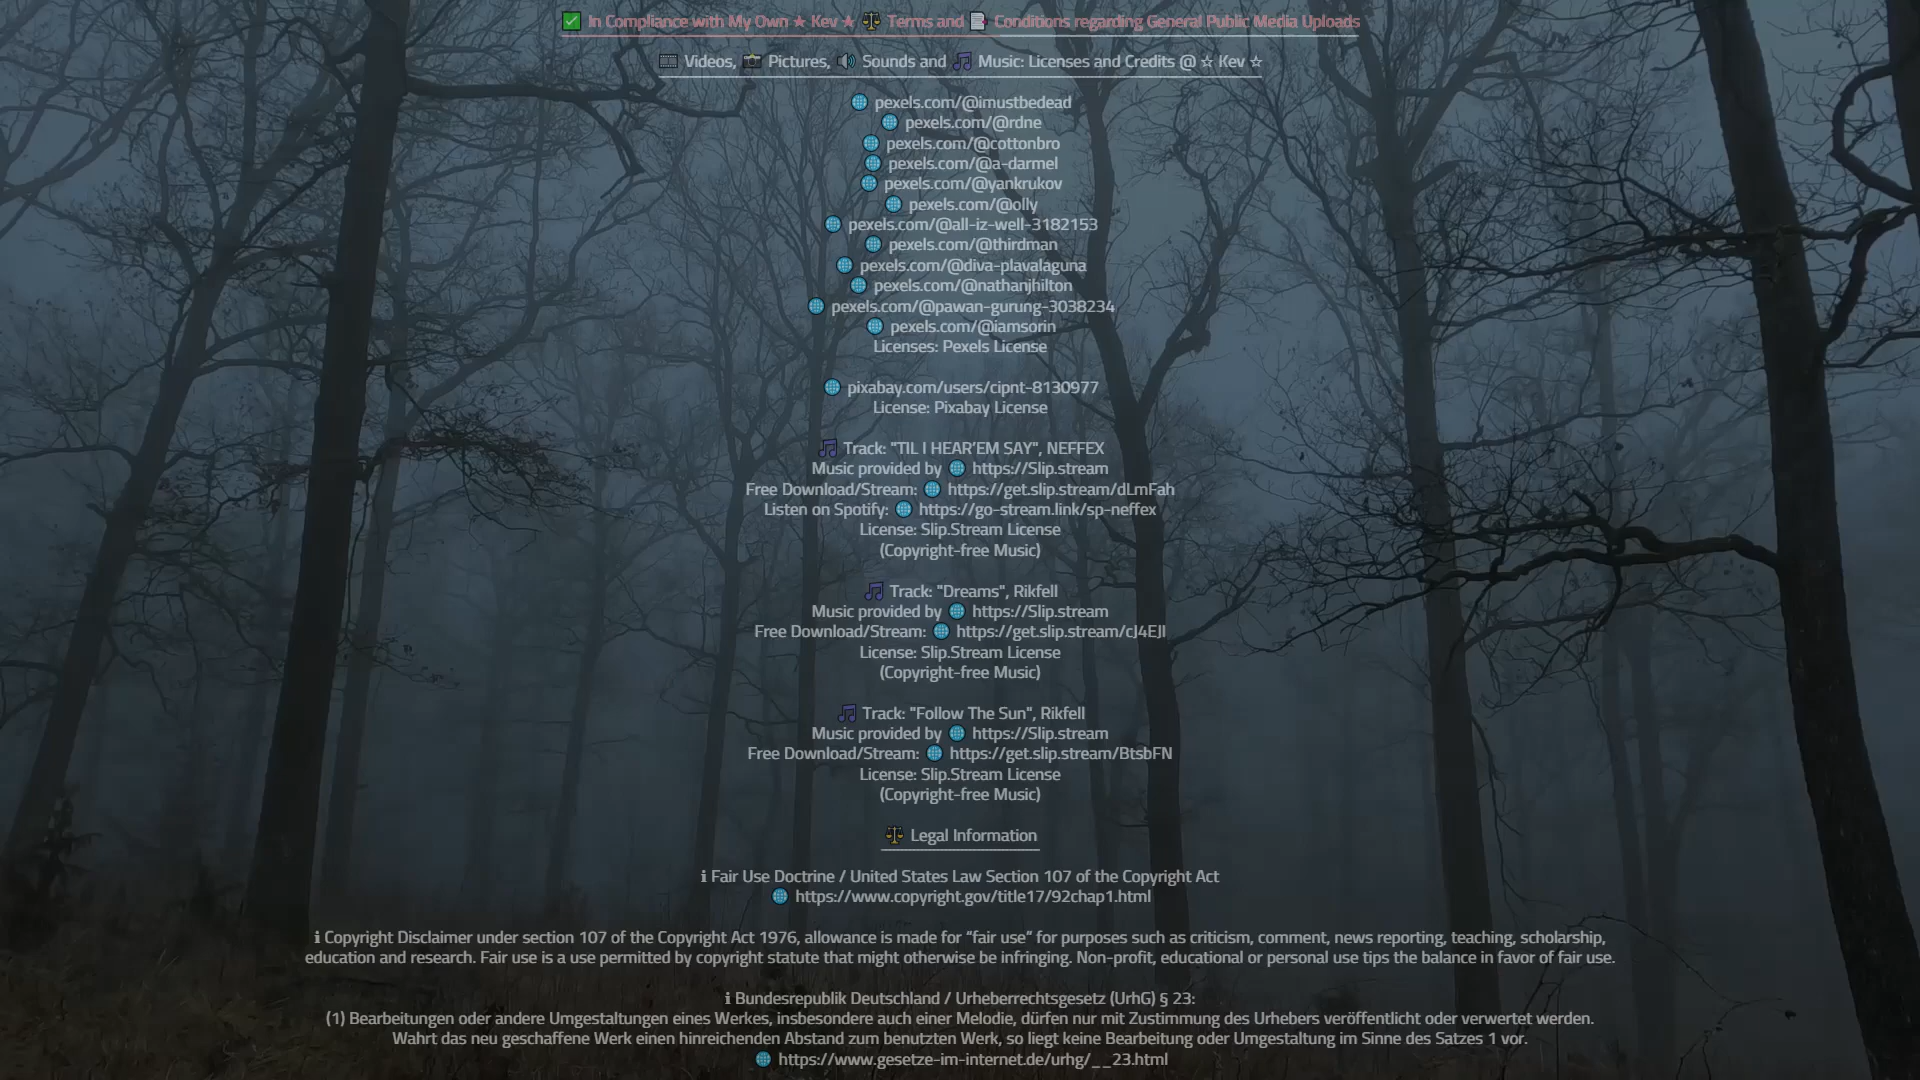 ✅ In Compliance with My Own ★ Kev ★ ⚖ Terms and 📑 Conditions regarding General Public Media Uploads
🎞 Videos, 📷 Pictures, 🔊 Sounds and 🎵 Music: Licenses and Credits @ ☆ Kev ☆
🌐 pexels.com/@imustbedead
🌐 pexels.com/@rdne
🌐 pexels.com/@cottonbro
🌐 pexels.com/@a-darmel
🌐 pexels.com/@yankrukov
🌐 pexels.com/@olly
🌐 pexels.com/@all-iz-well-3182153
🌐 pexels.com/@thirdman
🌐 pexels.com/@diva-plavalaguna
🌐 pexels.com/@nathanjhilton
🌐 pexels.com/@pawan-gurung-3038234
🌐 pexels.com/@iamsorin
Licenses: Pexels License
🌐 pixabay.com/users/cipnt-8130977
License: Pixabay License
🎵 Track: "TIL I HEAR’EM SAY", NEFFEX
Music provided by 🌐 https://Slip.stream
Free Download/Stream: 🌐 https://get.slip.stream/dLmFah
Listen on Spotify: 🌐 https://go-stream.link/sp-neffex
License: Slip.Stream License
(Copyright-free Music)
🎵 Track: "Dreams", Rikfell
Music provided by 🌐 https://Slip.stream
Free Download/Stream: 🌐 https://get.slip.stream/cJ4EJI
License: Slip.Stream License
(Copyright-free Music)
🎵 Track: "Follow The Sun", Rikfell
Music provided by 🌐 https://Slip.stream
Free Download/Stream: 🌐 https://get.slip.stream/BtsbFN
License: Slip.Stream License
(Copyright-free Music)
⚖ Legal Information
ℹ Fair Use Doctrine / United States Law Section 107 of the Copyright Act
🌐 https://www.copyright.gov/title17/92chap1.html
ℹ Copyright Disclaimer under section 107 of the Copyright Act 1976, allowance is made for “fair use” for purposes such as criticism, comment, news reporting, teaching, scholarship,
education and research. Fair use is a use permitted by copyright statute that might otherwise be infringing. Non-profit, educational or personal use tips the balance in favor of fair use.
ℹ Bundesrepublik Deutschland / Urheberrechtsgesetz (UrhG) § 23:
(1) Bearbeitungen oder andere Umgestaltungen eines Werkes, insbesondere auch einer Melodie, dürfen nur mit Zustimmung des Urhebers veröffentlicht oder verwertet werden.
Wahrt das neu geschaffene Werk einen hinreichenden Abstand zum benutzten Werk, so liegt keine Bearbeitung oder Umgestaltung im Sinne des Satzes 1 vor.
🌐 https://www.gesetze-im-internet.de/urhg/__23.html